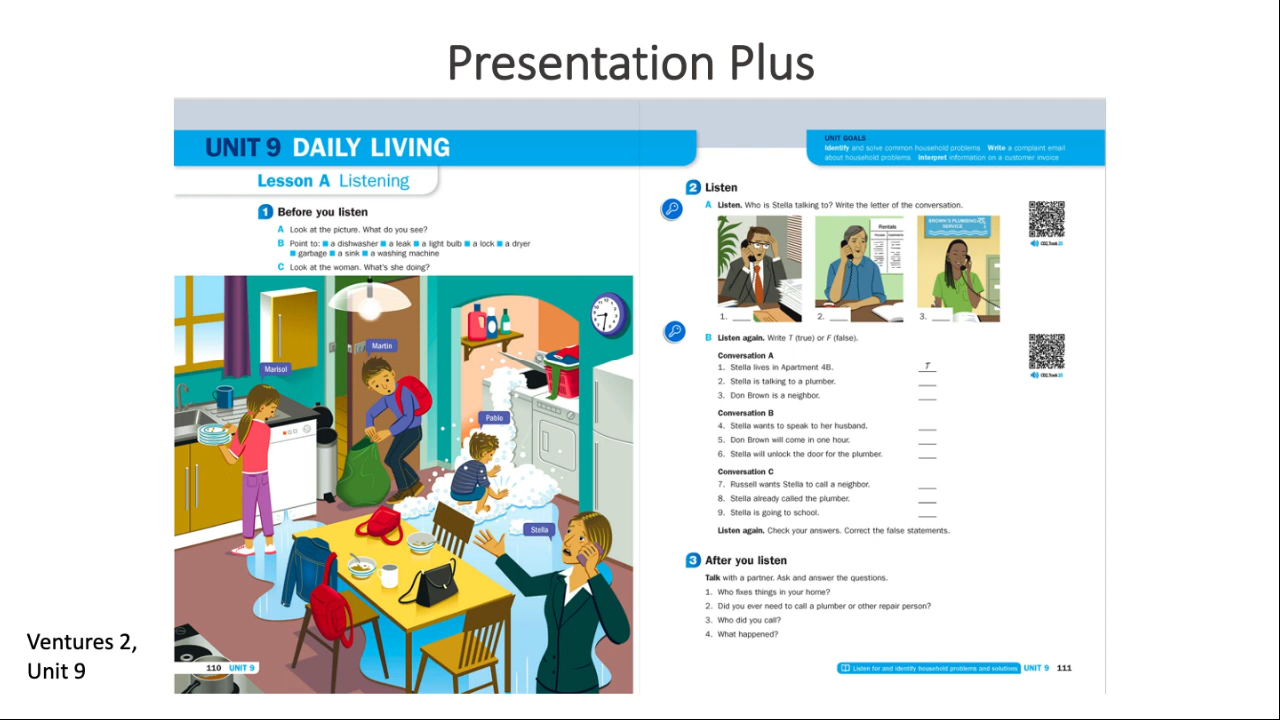 Presentation Plus
UNIT 9 DAILY LIVING
Lesson A Listening
1 Before you listen
A Look at the picture. What do you see?
B Point to: ■ a dishwasher ■ a leak ■ a light bulb ■ a lock ■ a dryer
■ garbage ■ a sink ■ a washing machine
C Look at the woman. What's she doing?
Marisol
Martin
Pablo
Stella
110 UNIT 9
UNIT GOALS
Identify and solve common household problems Write a complaint email
about household problems Interpret information on a customer invoice
2 Listen
A Listen. Who is Stella talking to? Write the letter of the conversation.
Rentals
BROWN'S PLUMBING
SERVICE
1. ____ 2. ____ 3. ____
B Listen again. Write T (true) or F (false).
Conversation A
1. Stella lives in Apartment 4B. T
2. Stella is talking to a plumber. ____
3. Don Brown is a neighbor. ____
Conversation B
4. Stella wants to speak to her husband. ____
5. Don Brown will come in one hour. ____
6. Stella will unlock the door for the plumber. ____
Conversation C
7. Russell wants Stella to call a neighbor. ____
8. Stella already called the plumber. ____
9. Stella is going to school. ____
Listen again. Check your answers. Correct the false statements.
3 After you listen
Talk with a partner. Ask and answer the questions.
1. Who fixes things in your home?
2. Did you ever need to call a plumber or other repair person?
3. Who did you call?
4. What happened?
Listen for and identify household problems and solutions UNIT 9 111
Ventures 2,
Unit 9